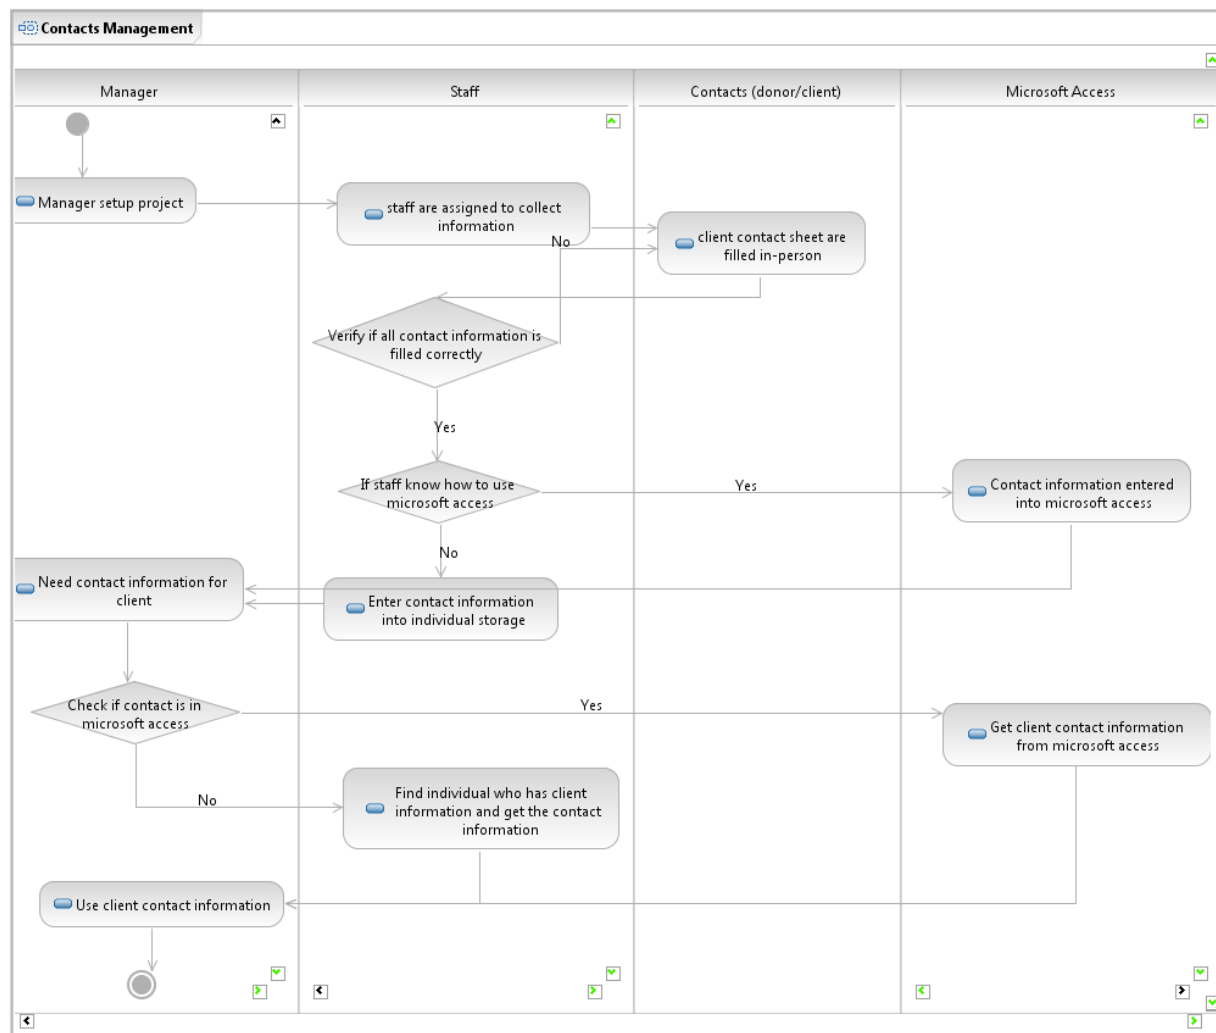 Contacts Management
Manager
Staff
Contacts (donor/client)
Microsoft Access
Manager setup project
staff are assigned to collect
information
No
client contact sheet are
filled in-person
Verify if all contact information is
filled correctly
Yes
If staff know how to use
microsoft access
Yes
Contact information entered
into microsoft access
No
Need contact information for
client
Enter contact information
into individual storage
Check if contact is in
microsoft access
Yes
Get client contact information
from microsoft access
No
Find individual who has client
information and get the contact
information
Use client contact information